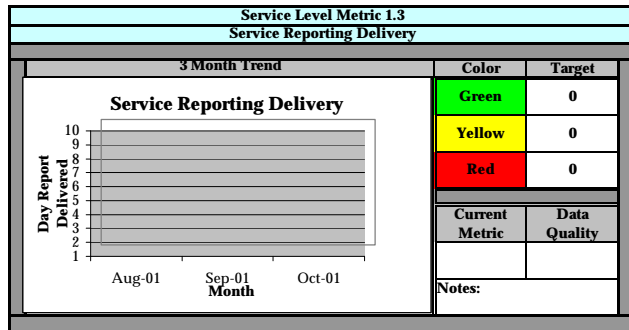 Service Level Metric 1.3
Service Reporting Delivery
3 Month Trend
Color Target
Service Reporting Delivery
Green 0
Yellow 0
Red 0
Day Report
Delivered
10
9
8
7
6
5
4
3
2
1
Aug-01 Sep-01 Oct-01
Month
Current
Metric
Data
Quality
Notes: